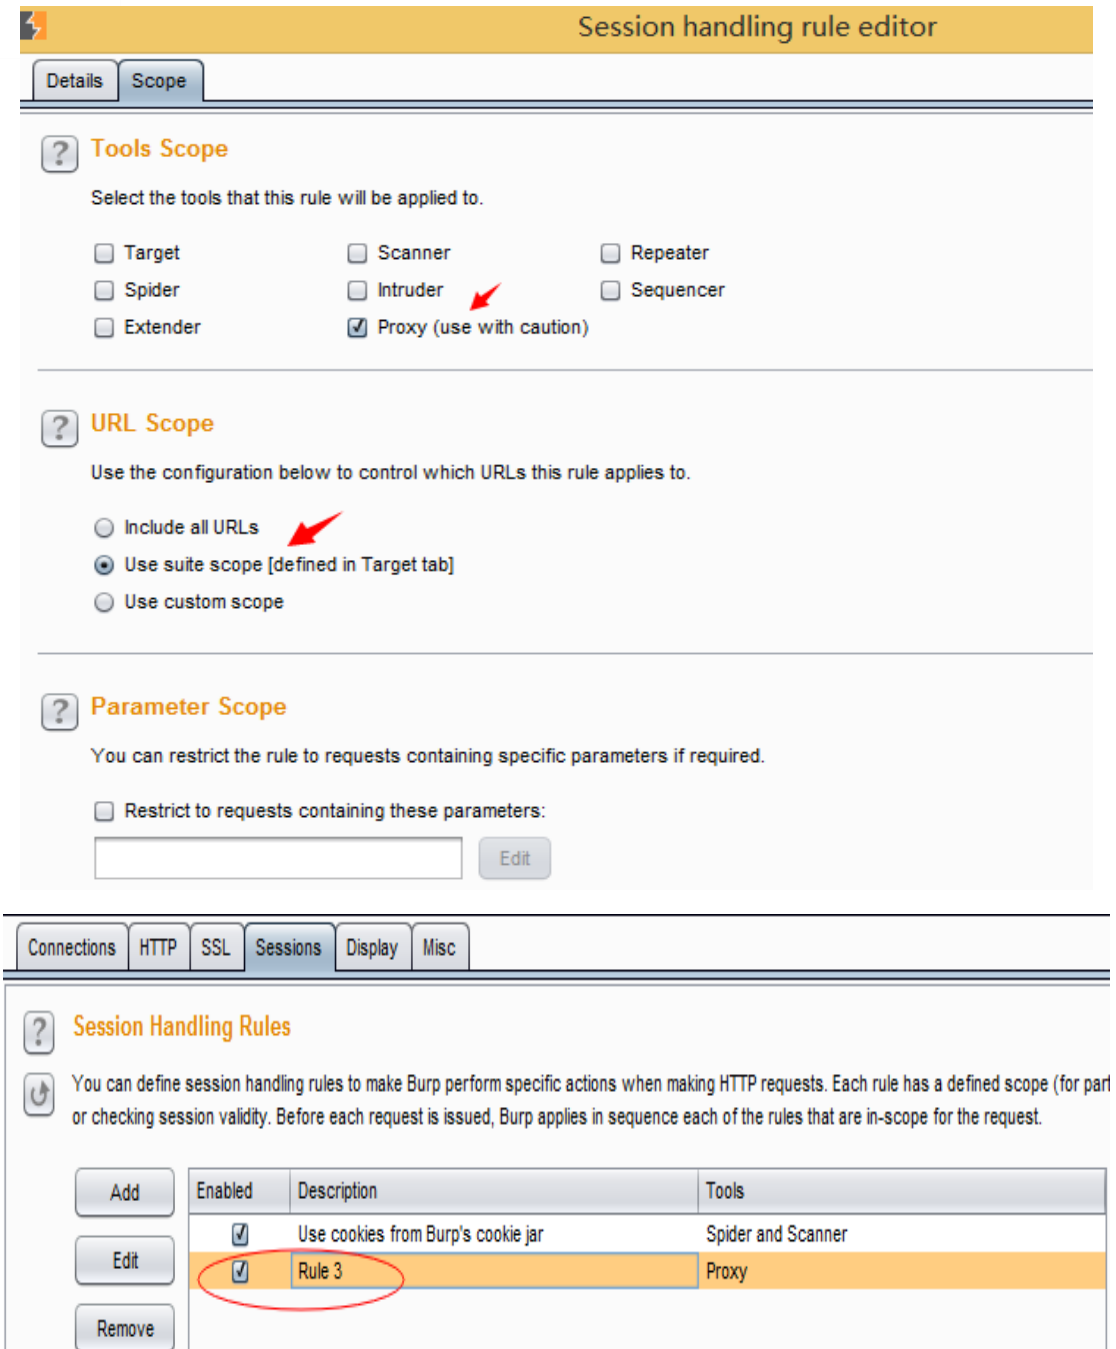 Session handling rule editor
Details Scope
? Tools Scope
Select the tools that this rule will be applied to.
Target Scanner Repeater
Spider Intruder Sequencer
Extender Proxy (use with caution)
? URL Scope
Use the configuration below to control which URLs this rule applies to.
Include all URLs
Use suite scope [defined in Target tab]
Use custom scope
? Parameter Scope
You can restrict the rule to requests containing specific parameters if required.
Restrict to requests containing these parameters:
Edit
Connections HTTP SSL Sessions Display Misc
? Session Handling Rules
You can define session handling rules to make Burp perform specific actions when making HTTP requests. Each rule has a defined scope (for part
or checking session validity. Before each request is issued, Burp applies in sequence each of the rules that are in-scope for the request.
Add Enabled Description Tools
Use cookies from Burp's cookie jar Spider and Scanner
Edit Rule 3 Proxy
Remove